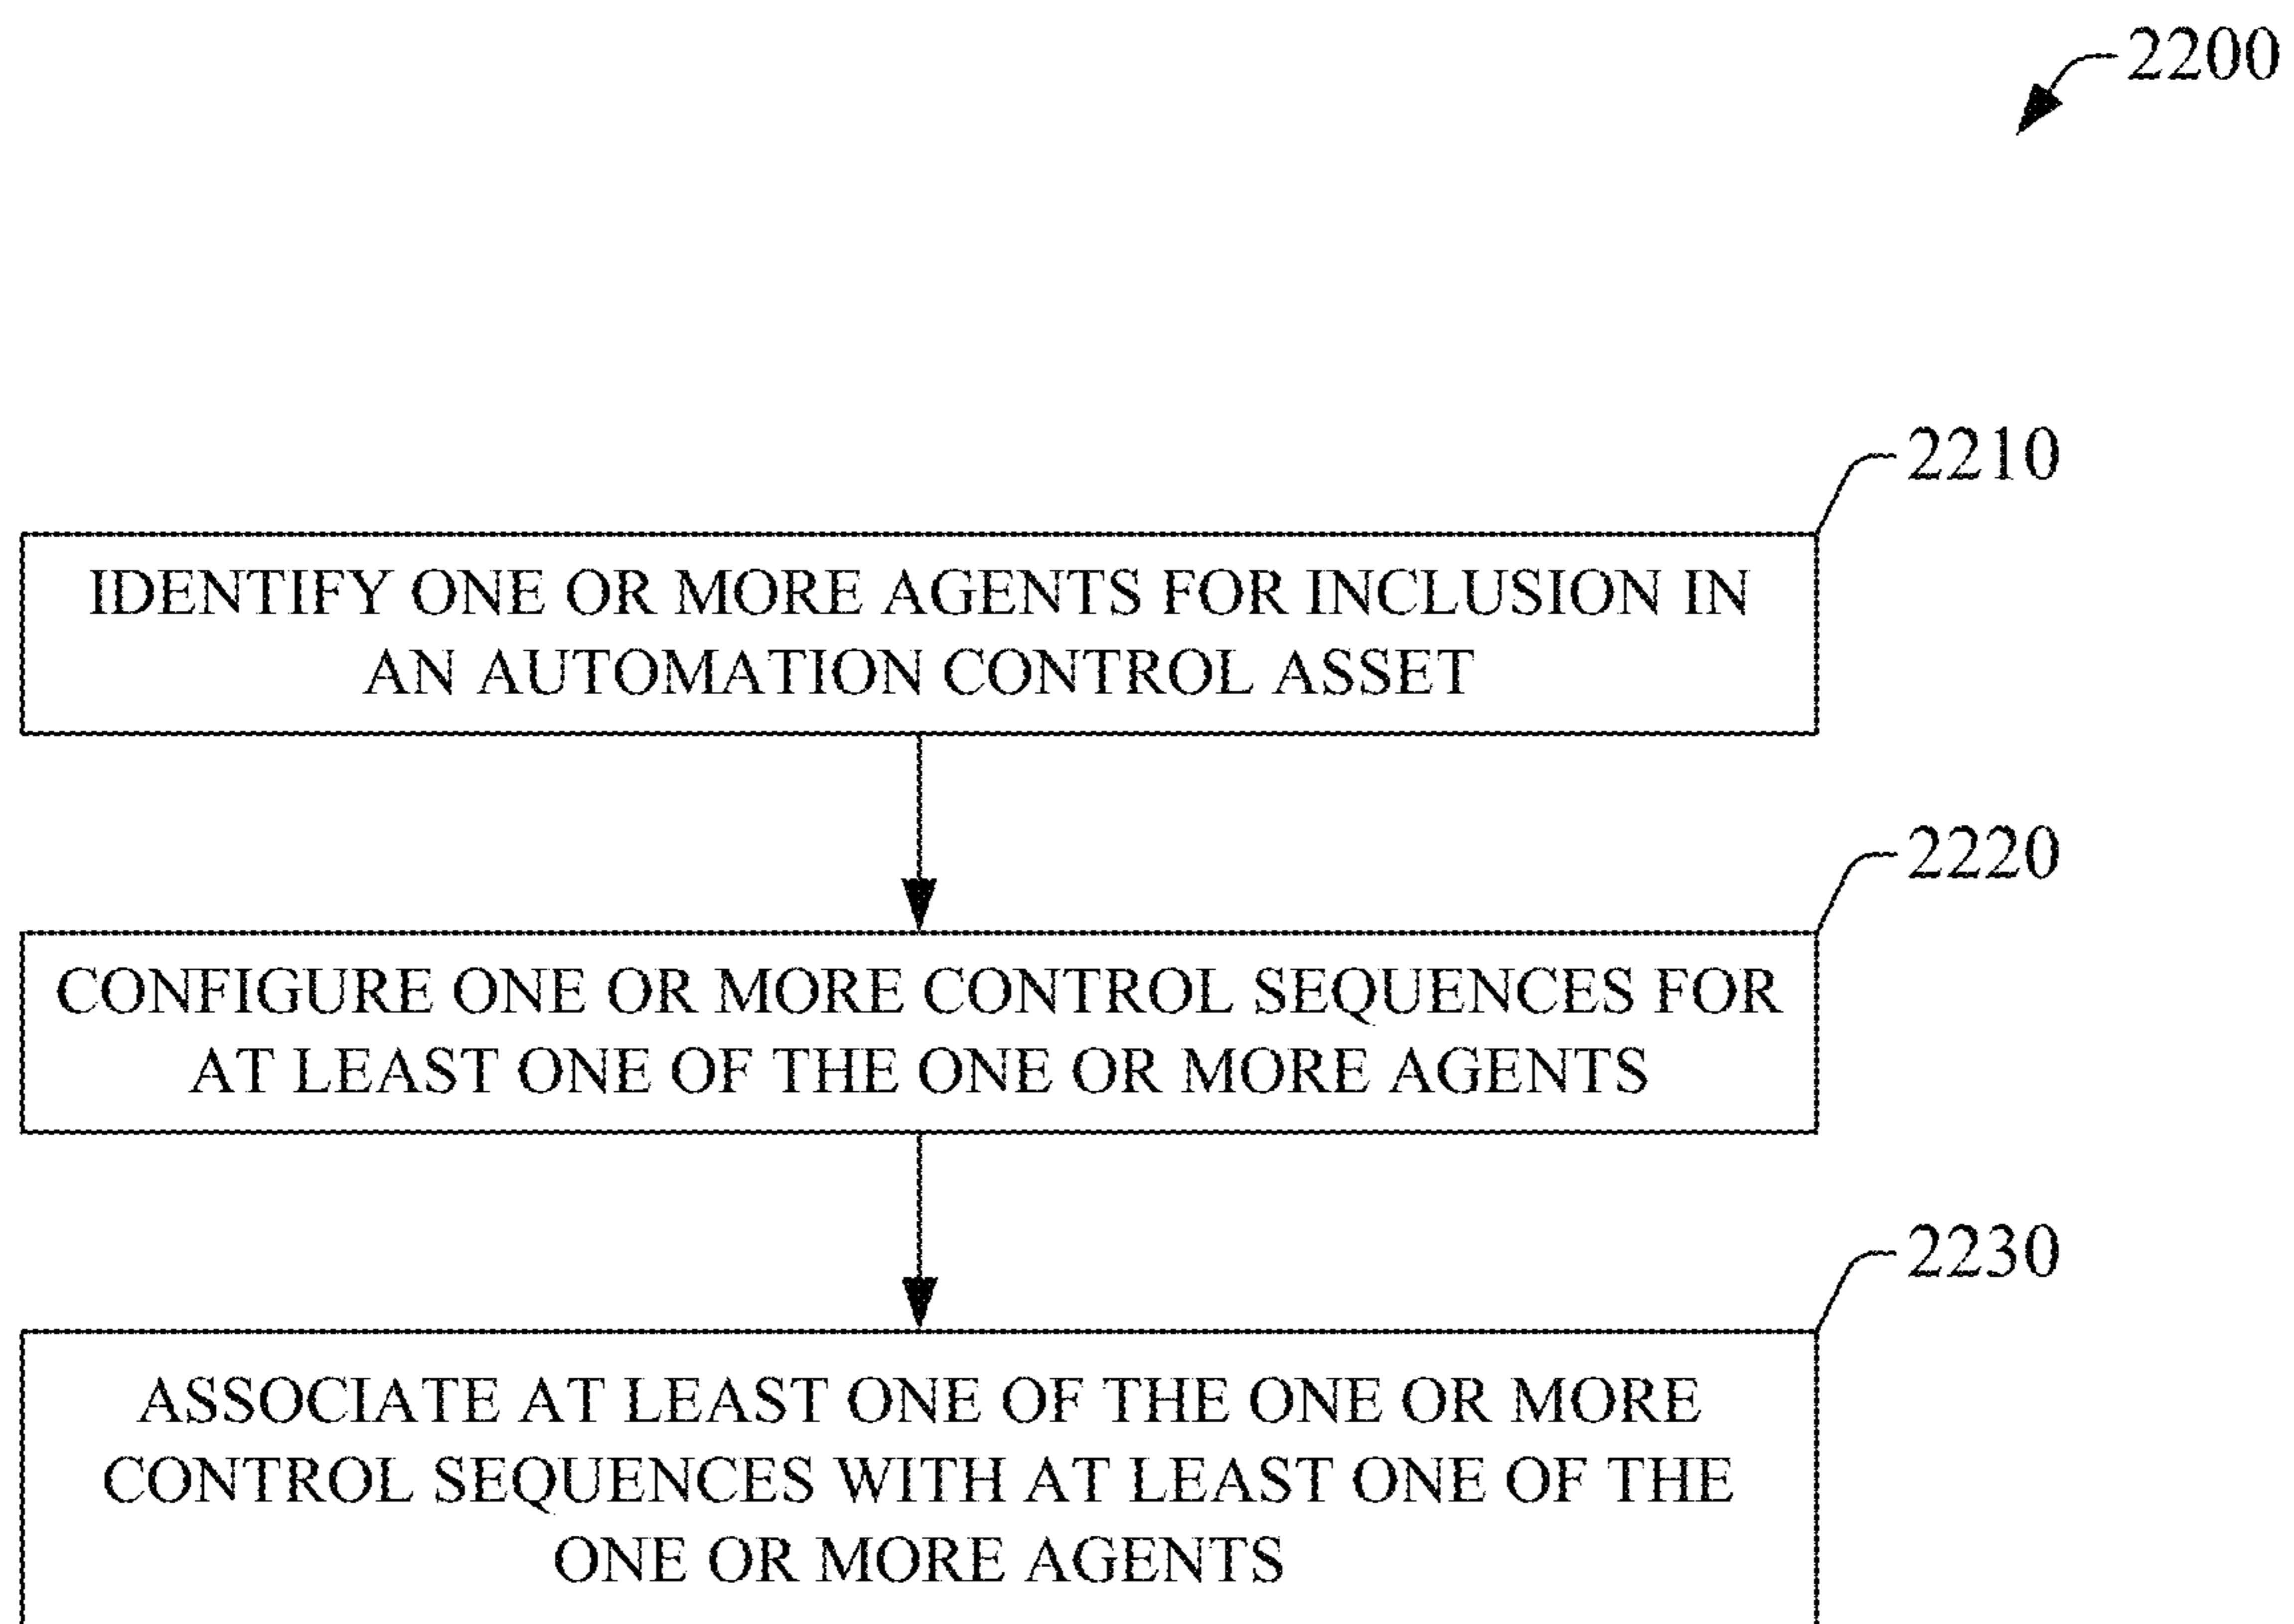 2200
2210
IDENTIFY ONE OR MORE AGENTS FOR INCLUSION IN
AN AUTOMATION CONTROL ASSET
2220
CONFIGURE ONE OR MORE CONTROL SEQUENCES FOR
AT LEAST ONE OF THE ONE OR MORE AGENTS
2230
ASSOCIATE AT LEAST ONE OF THE ONE OR MORE
CONTROL SEQUENCES WITH AT LEAST ONE OF THE
ONE OR MORE AGENTS